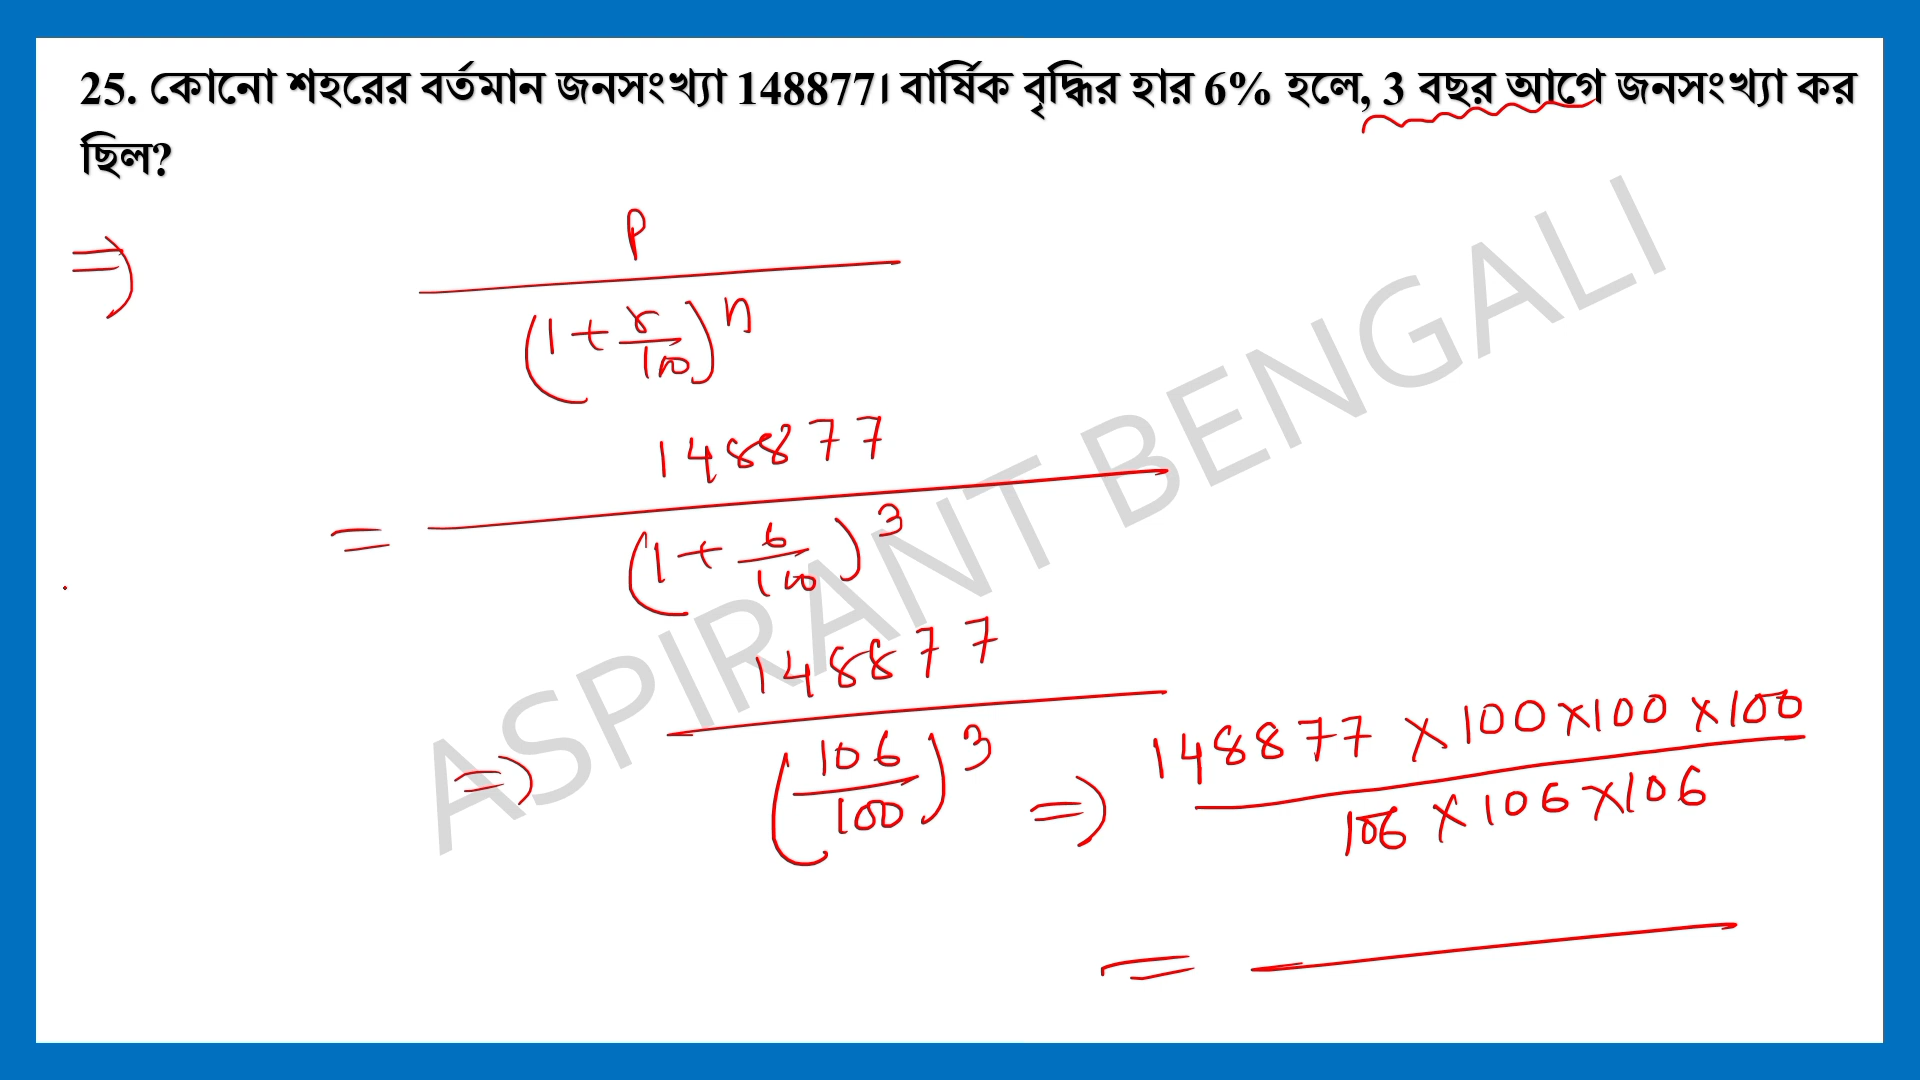 25. কোনো শহরের বর্তমান জনসংখ্যা 148877। বার্ষিক বৃদ্ধির হার 6% হলে, 3 বছর আগে জনসংখ্যা কর
ছিল?
⇒ P / (1 + r/100)^n
= 148877 / (1 + 6/100)^3
⇒ 148877 / (106/100)^3 ⇒ 148877 × 100 × 100 × 100 / 106 × 106 × 106
=
ASPIRANT BENGALI